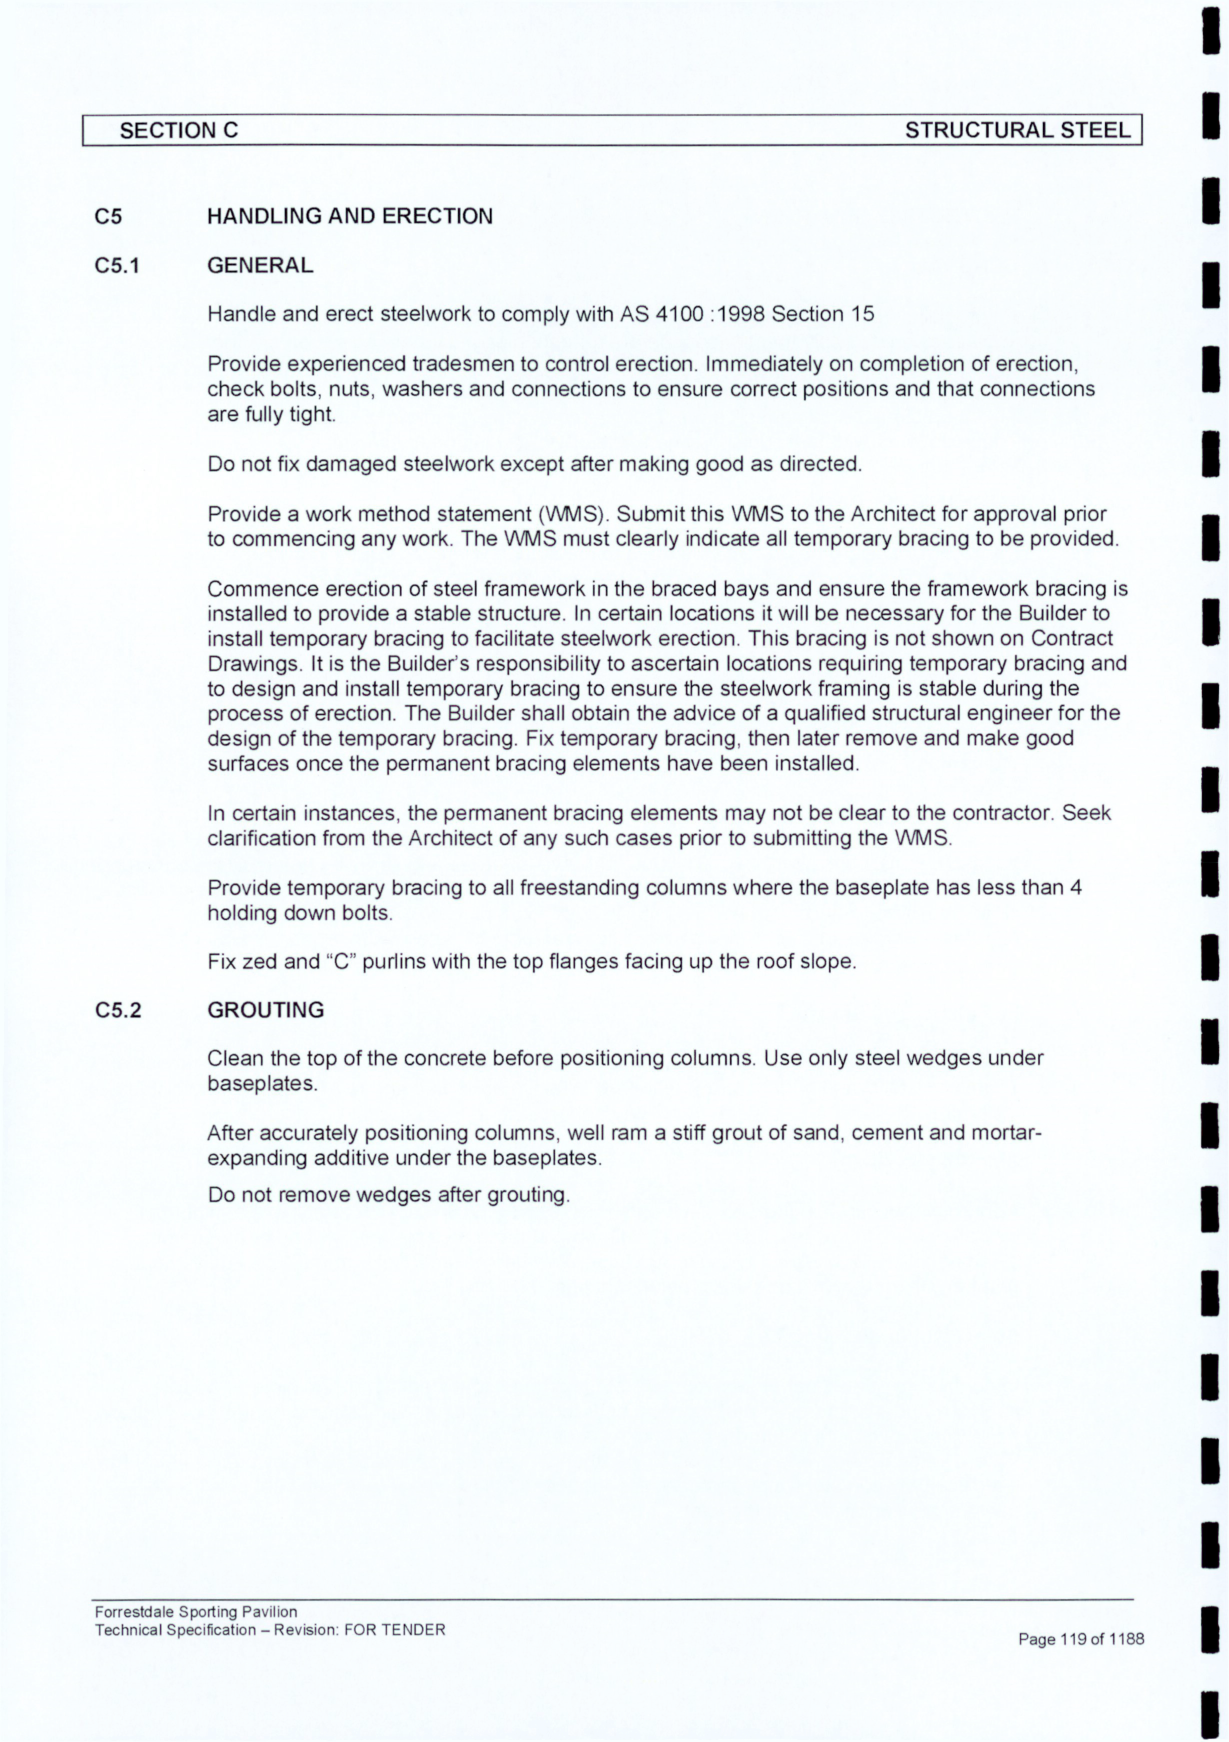 SECTION C STRUCTURAL STEEL
C5 HANDLING AND ERECTION
C5.1 GENERAL
Handle and erect steelwork to comply with AS 4100 :1998 Section 15
Provide experienced tradesmen to control erection. Immediately on completion of erection,
check bolts, nuts, washers and connections to ensure correct positions and that connections
are fully tight.
Do not fix damaged steelwork except after making good as directed.
Provide a work method statement (WMS). Submit this WMS to the Architect for approval prior
to commencing any work. The WMS must clearly indicate all temporary bracing to be provided.
Commence erection of steel framework in the braced bays and ensure the framework bracing is
installed to provide a stable structure. In certain locations it will be necessary for the Builder to
install temporary bracing to facilitate steelwork erection. This bracing is not shown on Contract
Drawings. It is the Builder's responsibility to ascertain locations requiring temporary bracing and
to design and install temporary bracing to ensure the steelwork framing is stable during the
process of erection. The Builder shall obtain the advice of a qualified structural engineer for the
design of the temporary bracing. Fix temporary bracing, then later remove and make good
surfaces once the permanent bracing elements have been installed.
In certain instances, the permanent bracing elements may not be clear to the contractor. Seek
clarification from the Architect of any such cases prior to submitting the WMS.
Provide temporary bracing to all freestanding columns where the baseplate has less than 4
holding down bolts.
Fix zed and “C” purlins with the top flanges facing up the roof slope.
C5.2 GROUTING
Clean the top of the concrete before positioning columns. Use only steel wedges under
baseplates.
After accurately positioning columns, well ram a stiff grout of sand, cement and mortar-
expanding additive under the baseplates.
Do not remove wedges after grouting.
Forrestdale Sporting Pavilion
Technical Specification – Revision: FOR TENDER
Page 119 of 1188